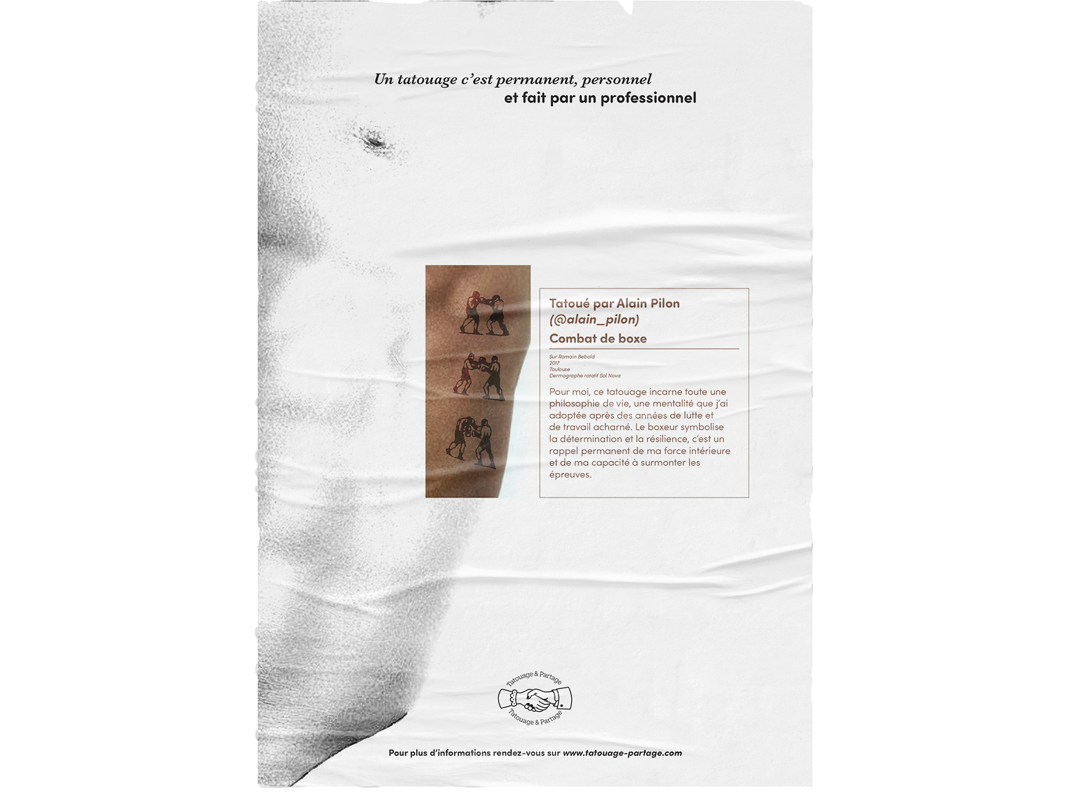 Un tatouage c'est permanent, personnel
et fait par un professionnel
Tatoué par Alain Pilon
(@alain_pilon)
Combat de boxe
Sur Romain Bebold
2017
Toulouse
Dermographe rotatif Sol Nova
Pour moi, ce tatouage incarne toute une
philosophie de vie, une mentalité que j'ai
adoptée après des années de lutte et
de travail acharné. Le boxeur symbolise
la détermination et la résilience, c'est un
rappel permanent de ma force intérieure
et de ma capacité à surmonter les
épreuves.
Tatouage & Partage
Tatouage & Partage
Pour plus d'informations rendez-vous sur www.tatouage-partage.com